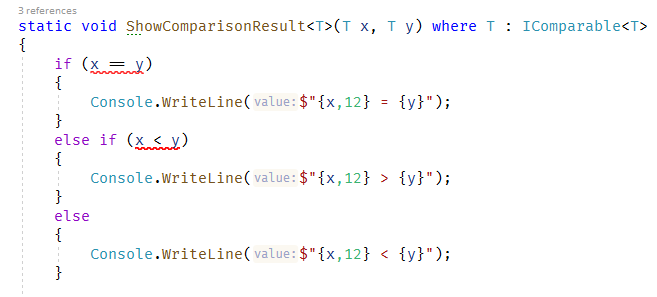 3 references
static void ShowComparisonResult<T>(T x, T y) where T : IComparable<T>
{
if (x == y)
{
Console.WriteLine(value: $"{x,12} = {y}");
}
else if (x < y)
{
Console.WriteLine(value: $"{x,12} > {y}");
}
else
{
Console.WriteLine(value: $"{x,12} < {y}");
}